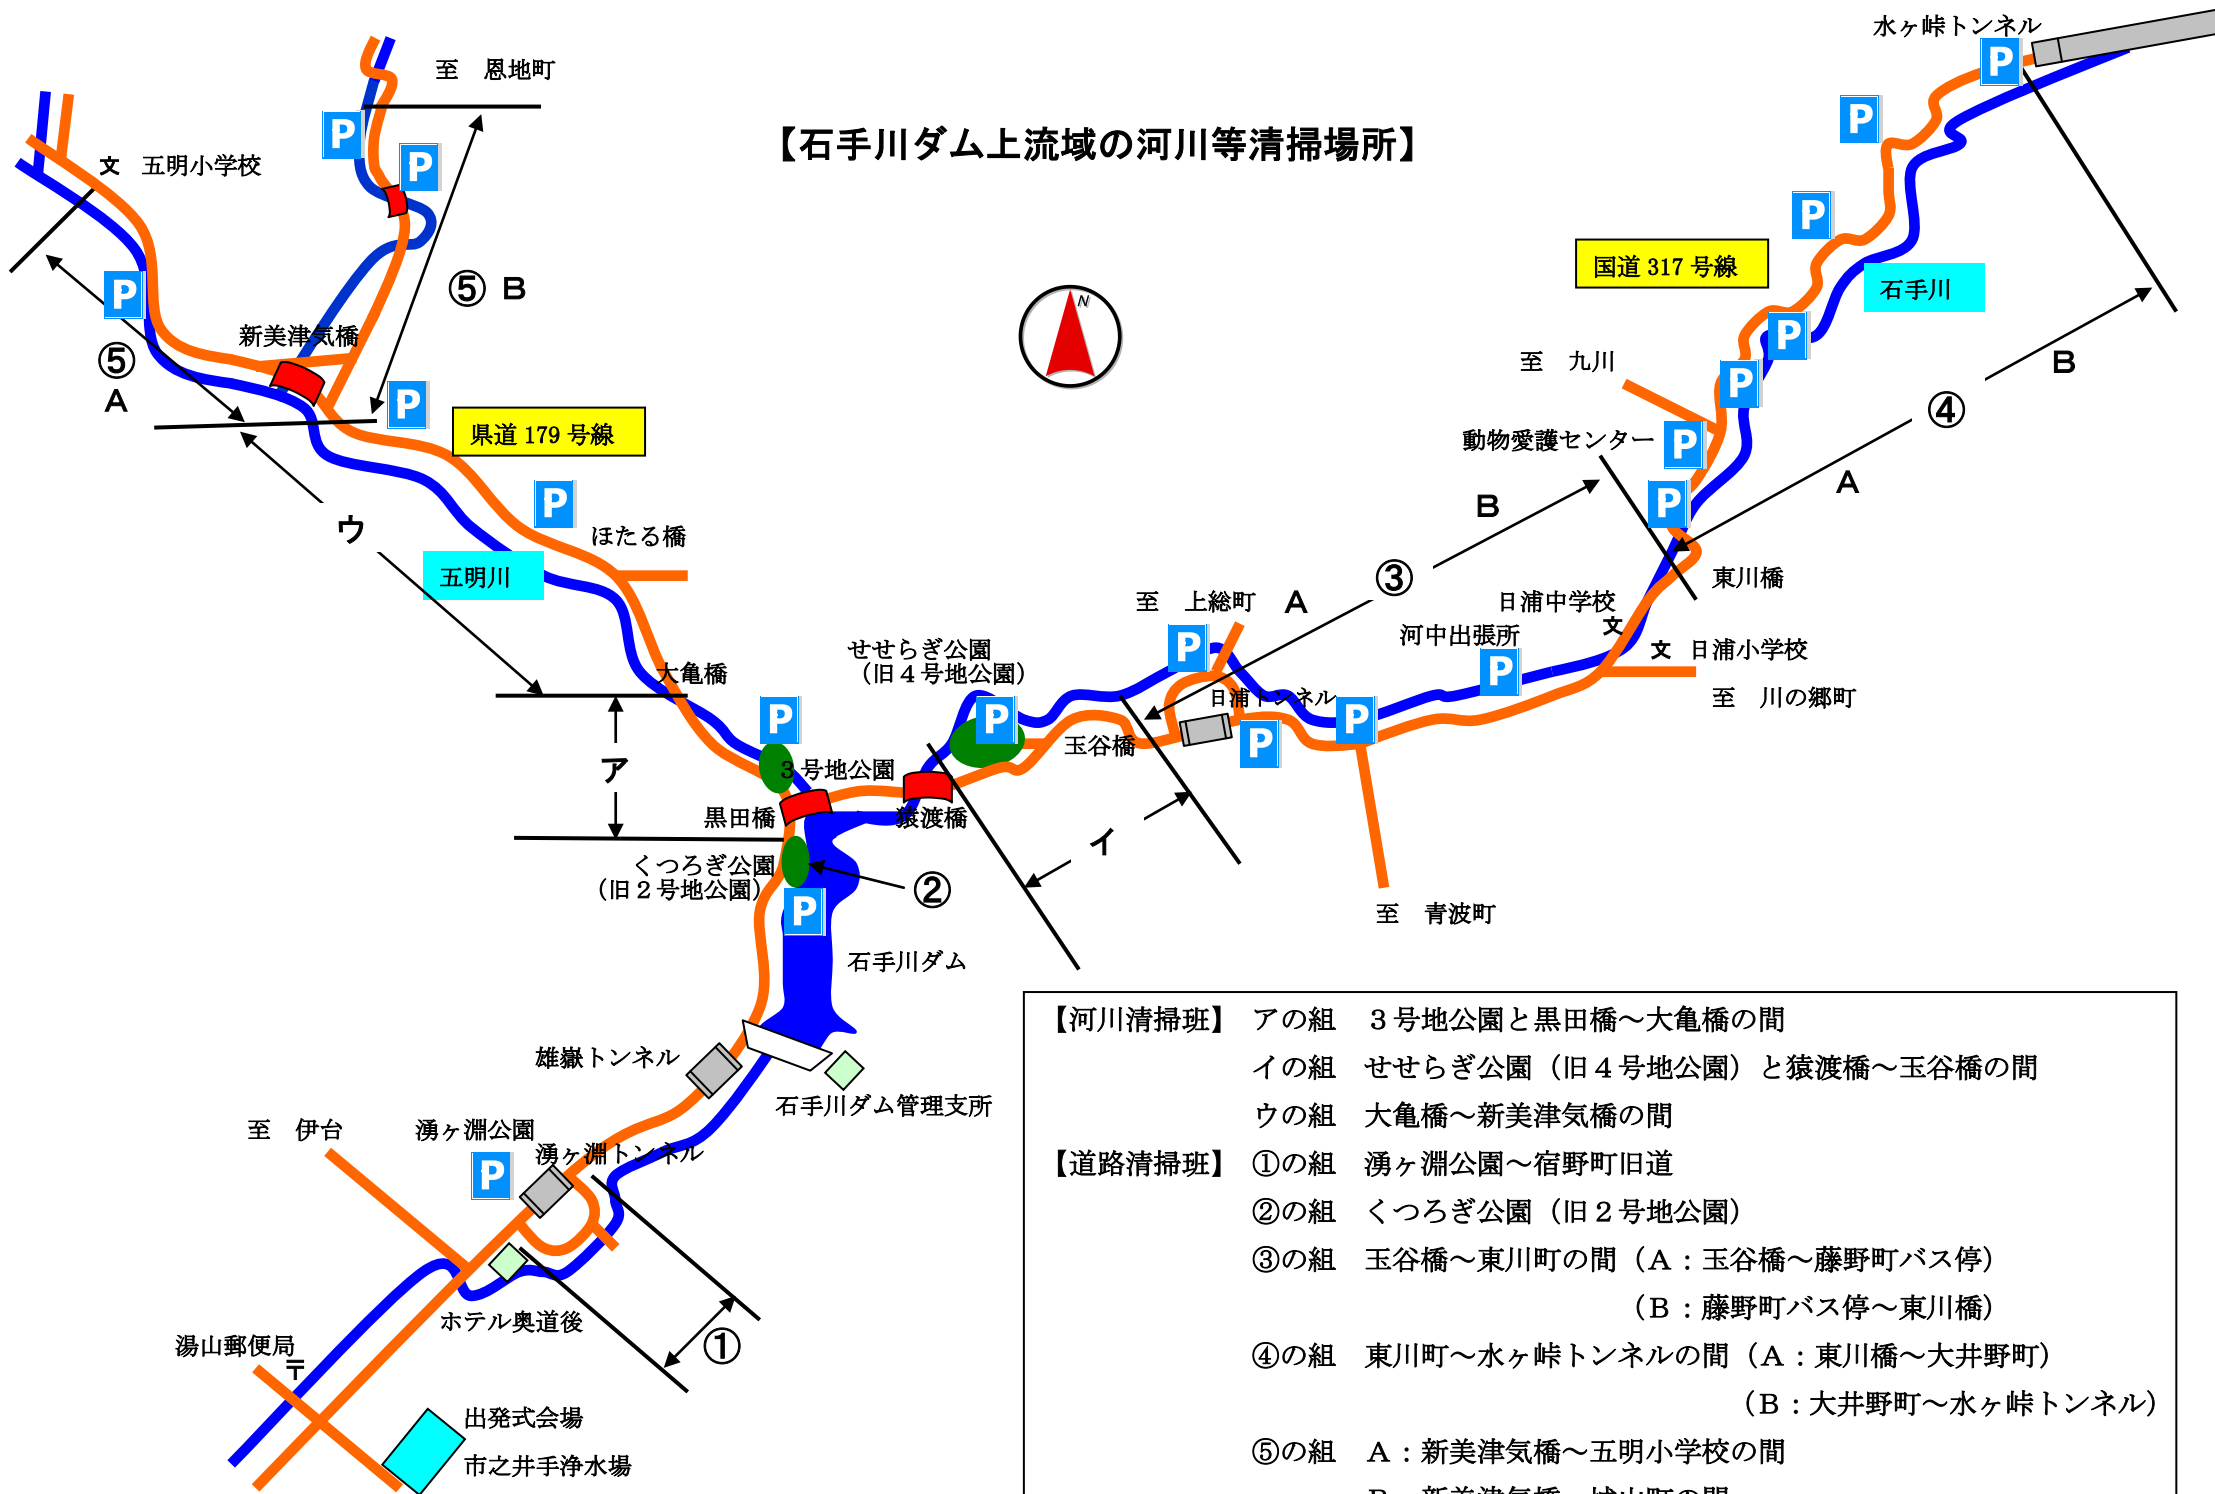 水ヶ峠トンネル
P
至　恩地町
P
P
P
【石手川ダム上流域の河川等清掃場所】
文　五明小学校
P
国道 317 号線
石手川
⑤ B
P
N
新美津気橋
P
⑤
A
至　九川
P
B
④
P
県道 179 号線
動物愛護センター
P
A
P
B
P
ウ
ほたる橋
五明川
③
東川橋
至　上総町
A
日浦中学校
文
河中出張所
せせらぎ公園
（旧４号地公園）
P
文 日浦小学校
P
大亀橋
日浦トンネル
至　川の郷町
P
P
P
P
玉谷橋
ア
３号地公園
黒田橋
猿渡橋
イ
くつろぎ公園
（旧２号地公園）
②
P
至　青波町
石手川ダム
雄嶽トンネル
石手川ダム管理支所
至　伊台
湧ヶ淵公園
湧ヶ淵トンネル
P
ホテル奥道後
湯山郵便局
〒
①
出発式会場
市之井手浄水場
【河川清掃班】　アの組　３号地公園と黒田橋～大亀橋の間
イの組　せせらぎ公園（旧４号地公園）と猿渡橋～玉谷橋の間
ウの組　大亀橋～新美津気橋の間
【道路清掃班】　①の組　湧ヶ淵公園～宿野町旧道
②の組　くつろぎ公園（旧２号地公園）
③の組　玉谷橋～東川町の間（Ａ：玉谷橋～藤野町バス停）
（Ｂ：藤野町バス停～東川橋）
④の組　東川町～水ヶ峠トンネルの間（Ａ：東川橋～大井野町）
（Ｂ：大井野町～水ヶ峠トンネル）
⑤の組　Ａ：新美津気橋～五明小学校の間